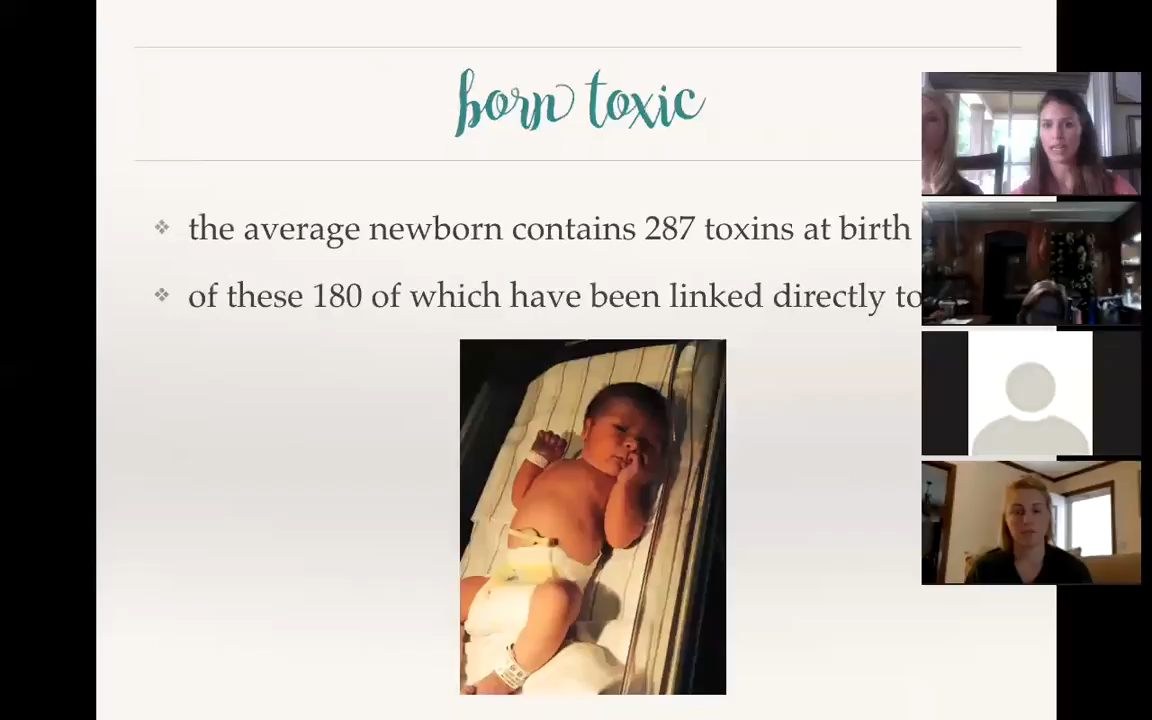 born toxic
the average newborn contains 287 toxins at birth
of these 180 of which have been linked directly to